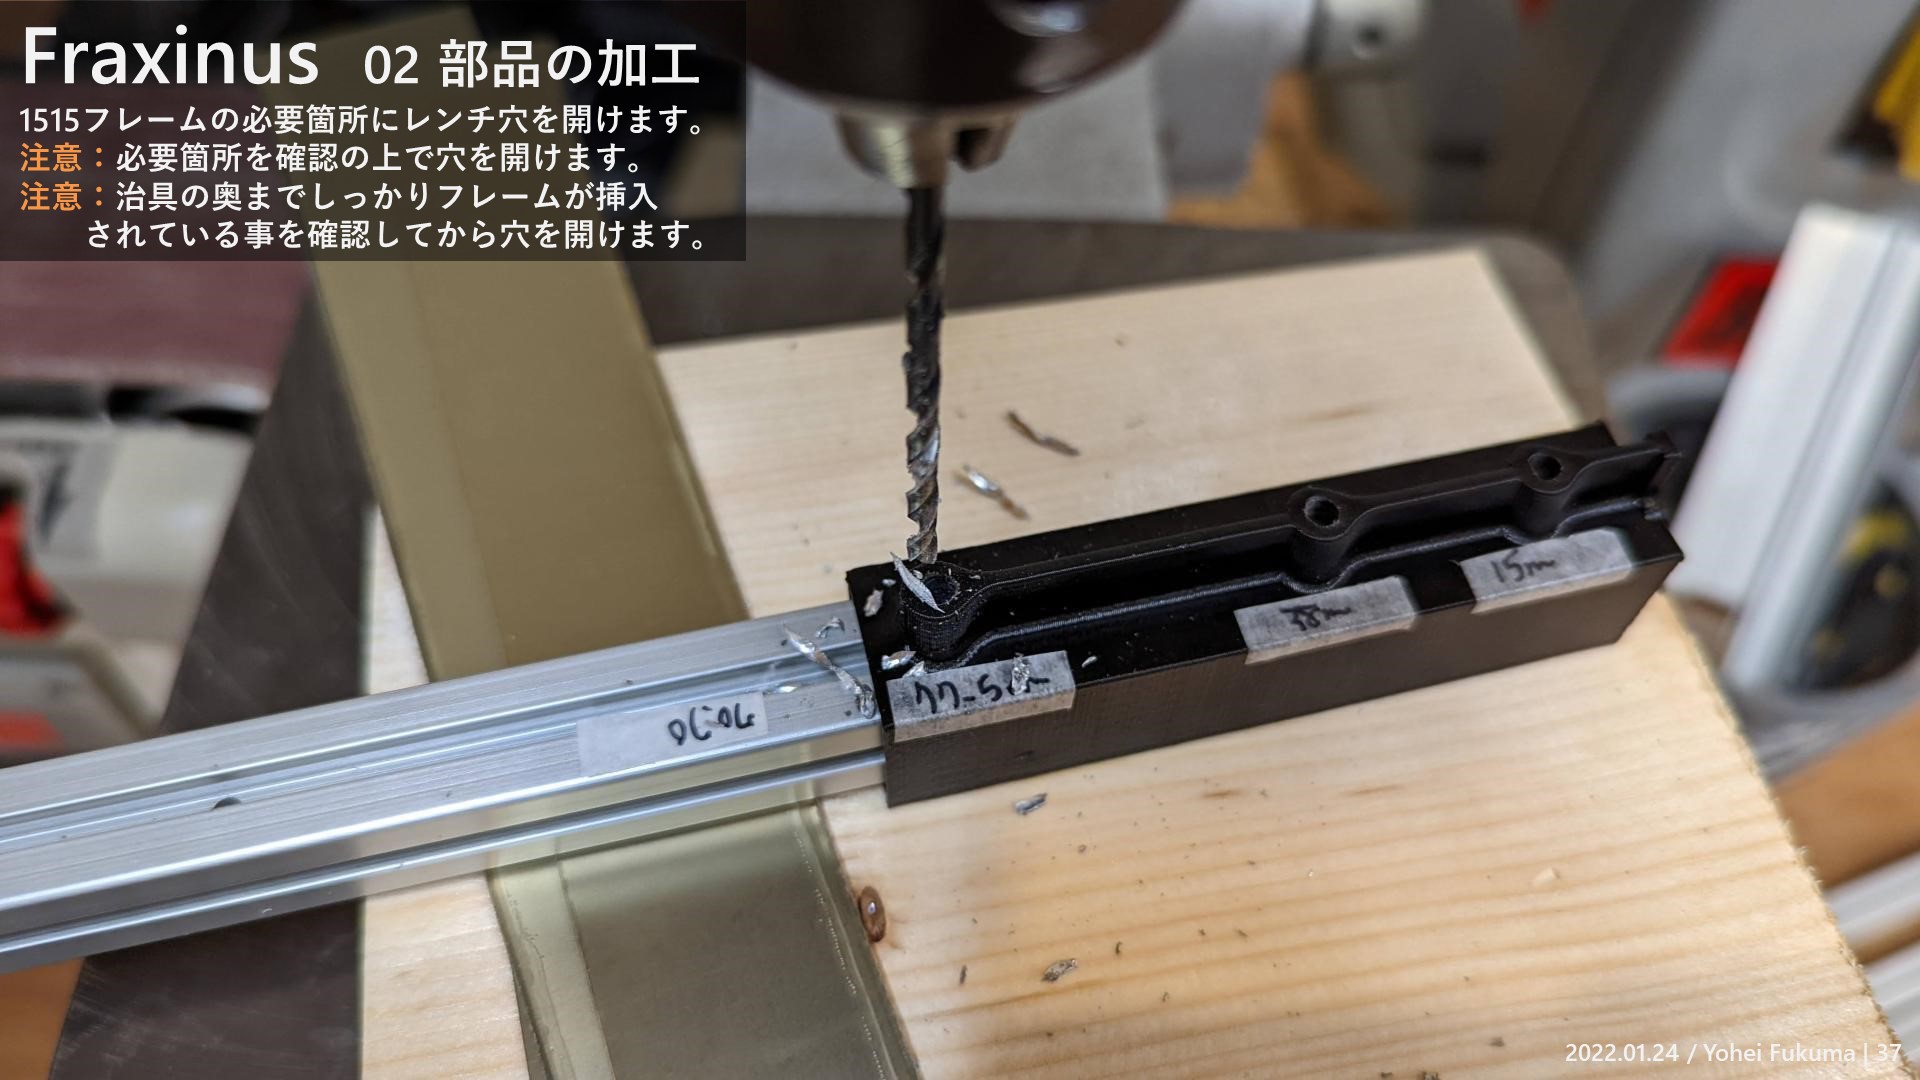 Fraxinus 02 部品の加工
1515フレームの必要箇所にレンチ穴を開けます。
注意：必要箇所を確認の上で穴を開けます。
注意：治具の奥までしっかりフレームが挿入
されている事を確認してから穴を開けます。
15m
77.5m
2022.01.24 / Yohei Fukuma | 37